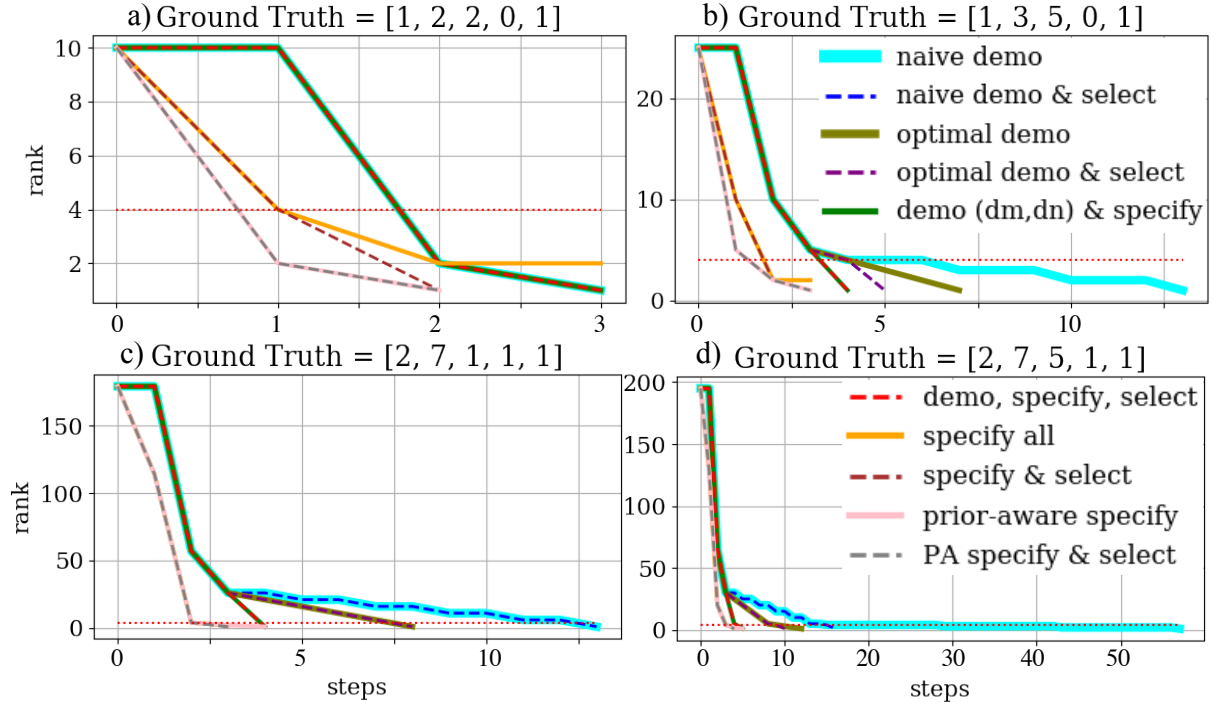 a) Ground Truth = [1, 2, 2, 0, 1]
10
8
6
4
2
rank
0
1
2
3
b) Ground Truth = [1, 3, 5, 0, 1]
20
10
0
0
5
10
naive demo
naive demo & select
optimal demo
optimal demo & select
demo (dm,dn) & specify
c) Ground Truth = [2, 7, 1, 1, 1]
150
100
50
0
rank
0
5
10
steps
d) Ground Truth = [2, 7, 5, 1, 1]
200
150
100
50
0
0
10
20
30
40
50
steps
demo, specify, select
specify all
specify & select
prior-aware specify
PA specify & select